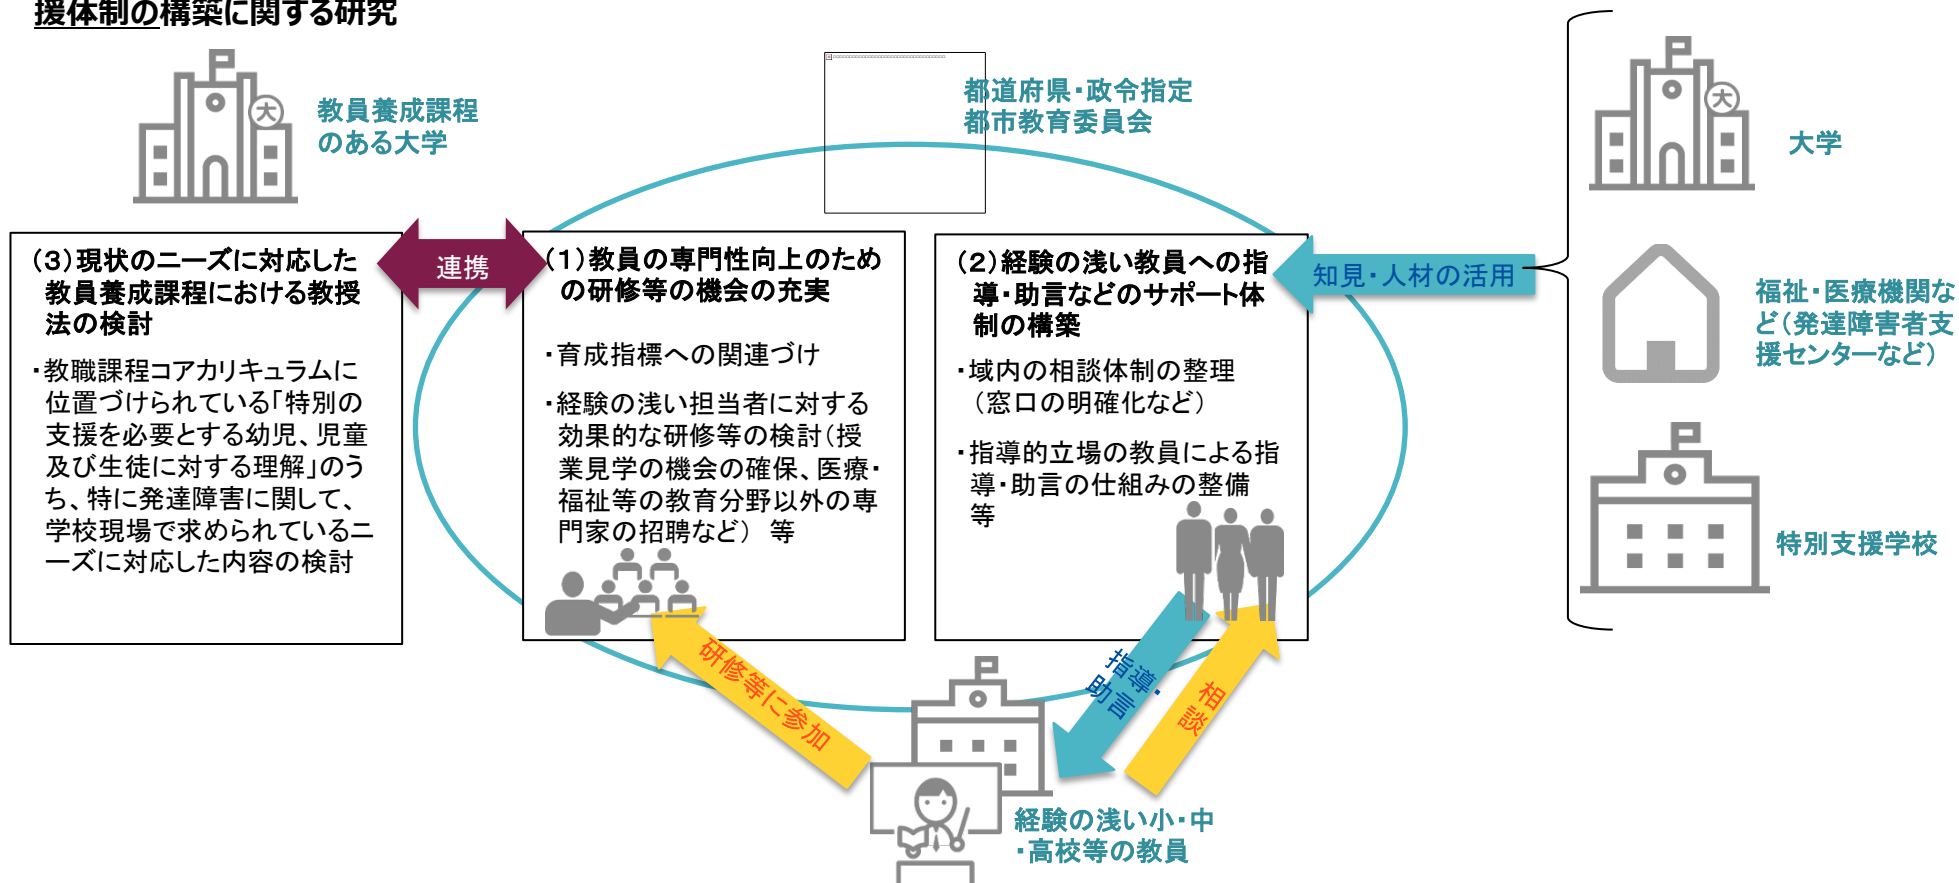 援体制の構築に関する研究
教員養成課程
のある大学
大
都道府県・政令指定
都市教育委員会
大
大学
(3)現状のニーズに対応した
教員養成課程における教授
法の検討
・教職課程コアカリキュラムに
位置づけられている「特別の
支援を必要とする幼児、児童
及び生徒に対する理解」のう
ち、特に発達障害に関して、
学校現場で求められているニ
ーズに対応した内容の検討
連携
(1)教員の専門性向上のため
の研修等の機会の充実
・育成指標への関連づけ
・経験の浅い担当者に対する
効果的な研修等の検討(授
業見学の機会の確保、医療・
福祉等の教育分野以外の専
門家の招聘など) 等
(2)経験の浅い教員への指
導・助言などのサポート体
制の構築
・域内の相談体制の整理
(窓口の明確化など)
・指導的立場の教員による指
導・助言の仕組みの整備
等
知見・人材の活用
福祉・医療機関な
ど(発達障害者支
援センターなど)
特別支援学校
研修等に参加
指導・
助言
相
談
経験の浅い小・中
・高校等の教員